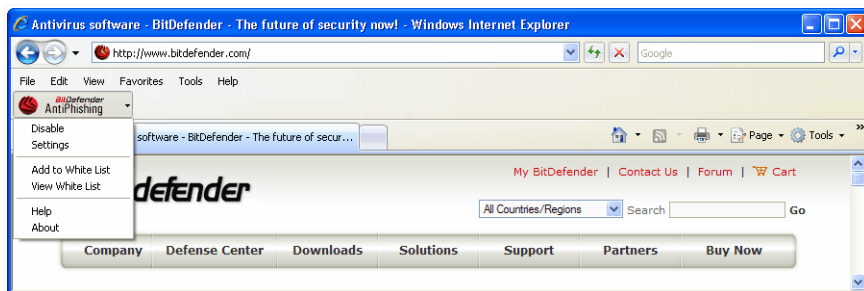 Antivirus software - BitDefender - The future of security now! - Windows Internet Explorer
http://www.bitdefender.com/
Google
File Edit View Favorites Tools Help
BitDefender
AntiPhishing
software - BitDefender - The future of secur...
Page Tools »
Disable
Settings
Add to White List
View White List
Help
About
defender
My BitDefender | Contact Us | Forum | Cart
All Countries/Regions Search Go
Company Defense Center Downloads Solutions Support Partners Buy Now